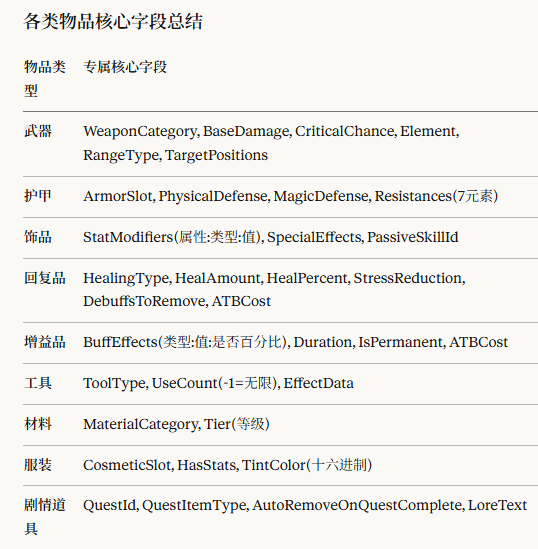 各类物品核心字段总结
物品类 专属核心字段
型
武器 WeaponCategory, BaseDamage, CriticalChance, Element,
RangeType, TargetPositions
护甲 ArmorSlot, PhysicalDefense, MagicDefense, Resistances(7元素)
饰品 StatModifiers(属性:类型:值), SpecialEffects, PassiveSkillId
回复品 HealingType, HealAmount, HealPercent, StressReduction,
DebuffsToRemove, ATBCost
增益品 BuffEffects(类型:值:是否百分比), Duration, IsPermanent, ATBCost
工具 ToolType, UseCount(-1=无限), EffectData
材料 MaterialCategory, Tier(等级)
服装 CosmeticSlot, HasStats, TintColor(十六进制)
剧情道 QuestId, QuestItemType, AutoRemoveOnQuestComplete, LoreText
具